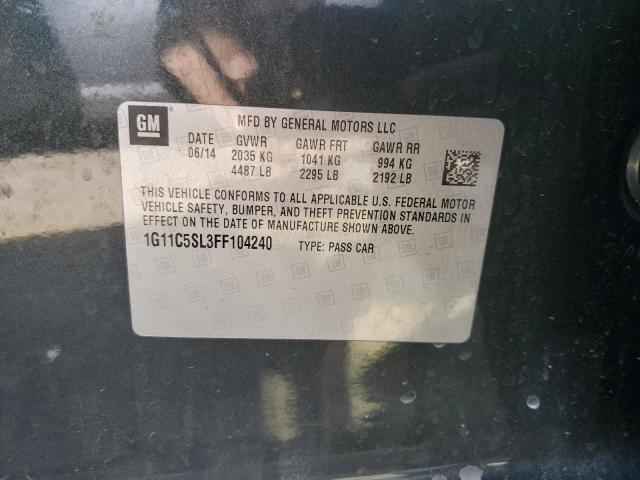 GM
MFD BY GENERAL MOTORS LLC
DATE GVWR GAWR FRT GAWR RR
06/14 2035 KG 1041 KG 994 KG
4487 LB 2295 LB 2192 LB
THIS VEHICLE CONFORMS TO ALL APPLICABLE U.S. FEDERAL MOTOR
VEHICLE SAFETY, BUMPER, AND THEFT PREVENTION STANDARDS IN
EFFECT ON THE DATE OF MANUFACTURE SHOWN ABOVE.
1G11C5SL3FF104240 TYPE: PASS CAR